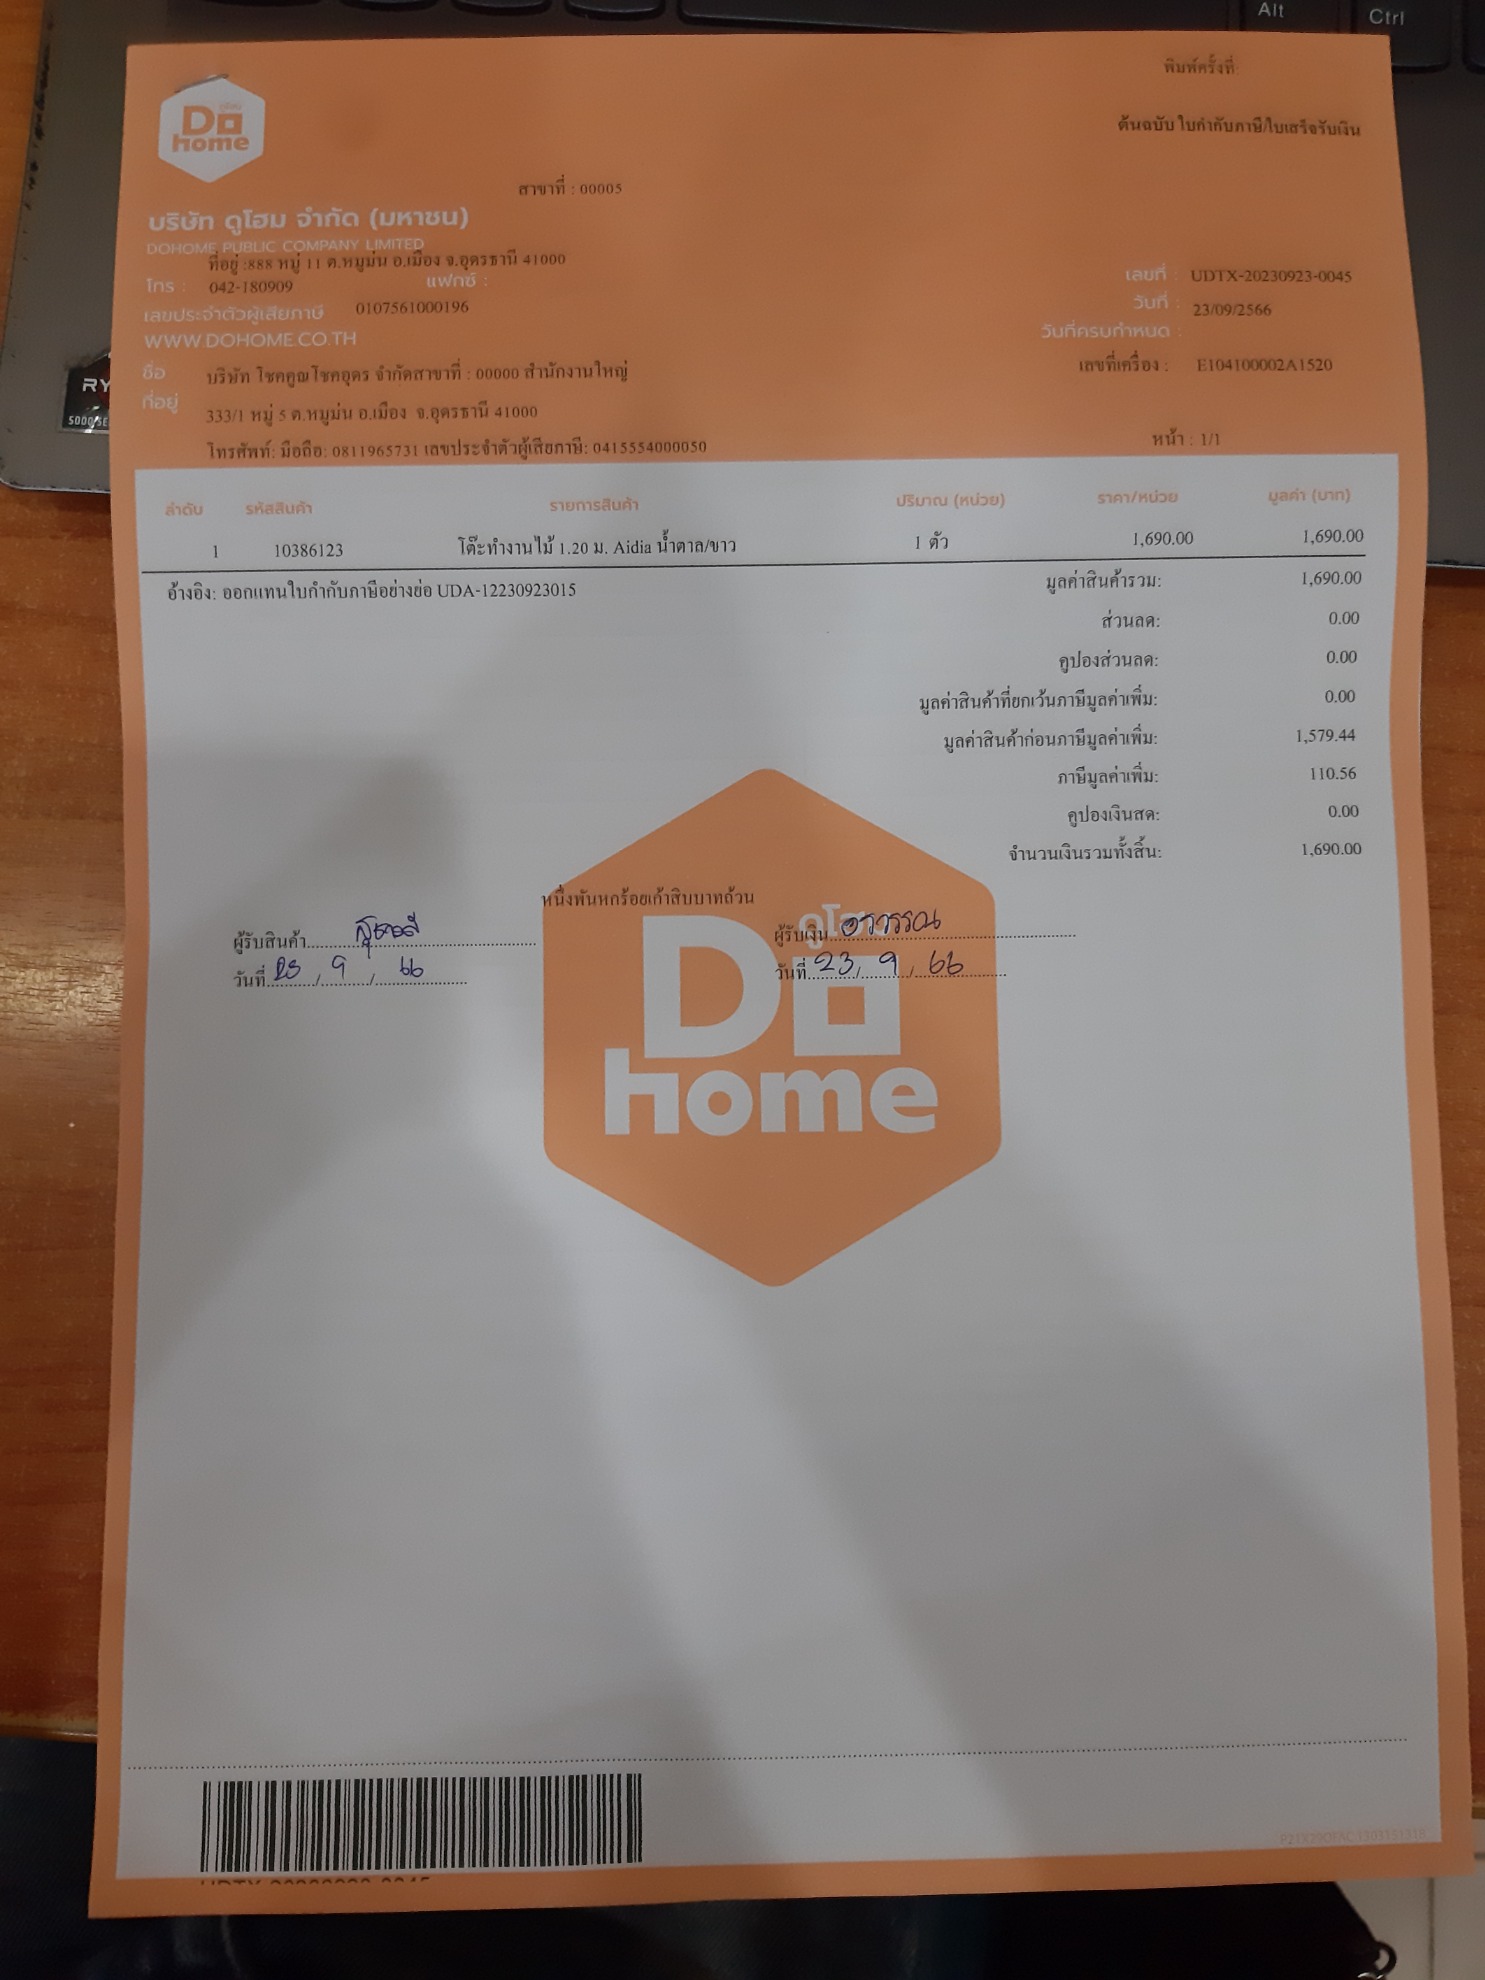 Alt
Ctrl
พิมพ์ครั้งที่
ดูโฮม
Do
home
ต้นฉบับ ใบกำกับภาษี/ใบเสร็จรับเงิน
สาขาที่ : 00005
บริษัท ดูโฮม จำกัด (มหาชน)
DOHOME PUBLIC COMPANY LIMITED
ที่อยู่ :888 หมู่ 11 ต.หมูม่น อ.เมือง จ.อุดรธานี 41000
โทร : 042-180909 แฟกซ์ :
เลขที่ : UDTX-20230923-0045
เลขประจำตัวผู้เสียภาษี 0107561000196
วันที่ : 23/09/2566
WWW.DOHOME.CO.TH
วันที่ครบกำหนด :
ชื่อ บริษัท โชคคูณโชคอุดร จำกัดสาขาที่ : 00000 สำนักงานใหญ่
เลขที่เครื่อง : E104100002A1520
ที่อยู่ 333/1 หมู่ 5 ต.หมูม่น อ.เมือง จ.อุดรธานี 41000
โทรศัพท์: มือถือ: 0811965731 เลขประจำตัวผู้เสียภาษี: 0415554000050
หน้า : 1/1
RY
5000 SE
ลำดับ รหัสสินค้า รายการสินค้า ปริมาณ (หน่วย) ราคา/หน่วย มูลค่า (บาท)
1 10386123 โต๊ะทำงานไม้ 1.20 ม. Aidia น้ำตาล/ขาว 1 ตัว 1,690.00 1,690.00
อ้างอิง: ออกแทนใบกำกับภาษีอย่างย่อ UDA-12230923015
มูลค่าสินค้ารวม: 1,690.00
ส่วนลด: 0.00
คูปองส่วนลด: 0.00
มูลค่าสินค้าที่ยกเว้นภาษีมูลค่าเพิ่ม: 0.00
มูลค่าสินค้าก่อนภาษีมูลค่าเพิ่ม: 1,579.44
ภาษีมูลค่าเพิ่ม: 110.56
คูปองเงินสด: 0.00
จำนวนเงินรวมทั้งสิ้น: 1,690.00
หนึ่งพันหกร้อยเก้าสิบบาทถ้วน
ผู้รับสินค้า
ผู้รับเงิน อรวรรณ
วันที่ 23 / 9 / 66
วันที่ 23 / 9 / 66
ดูโฮม
Do
home